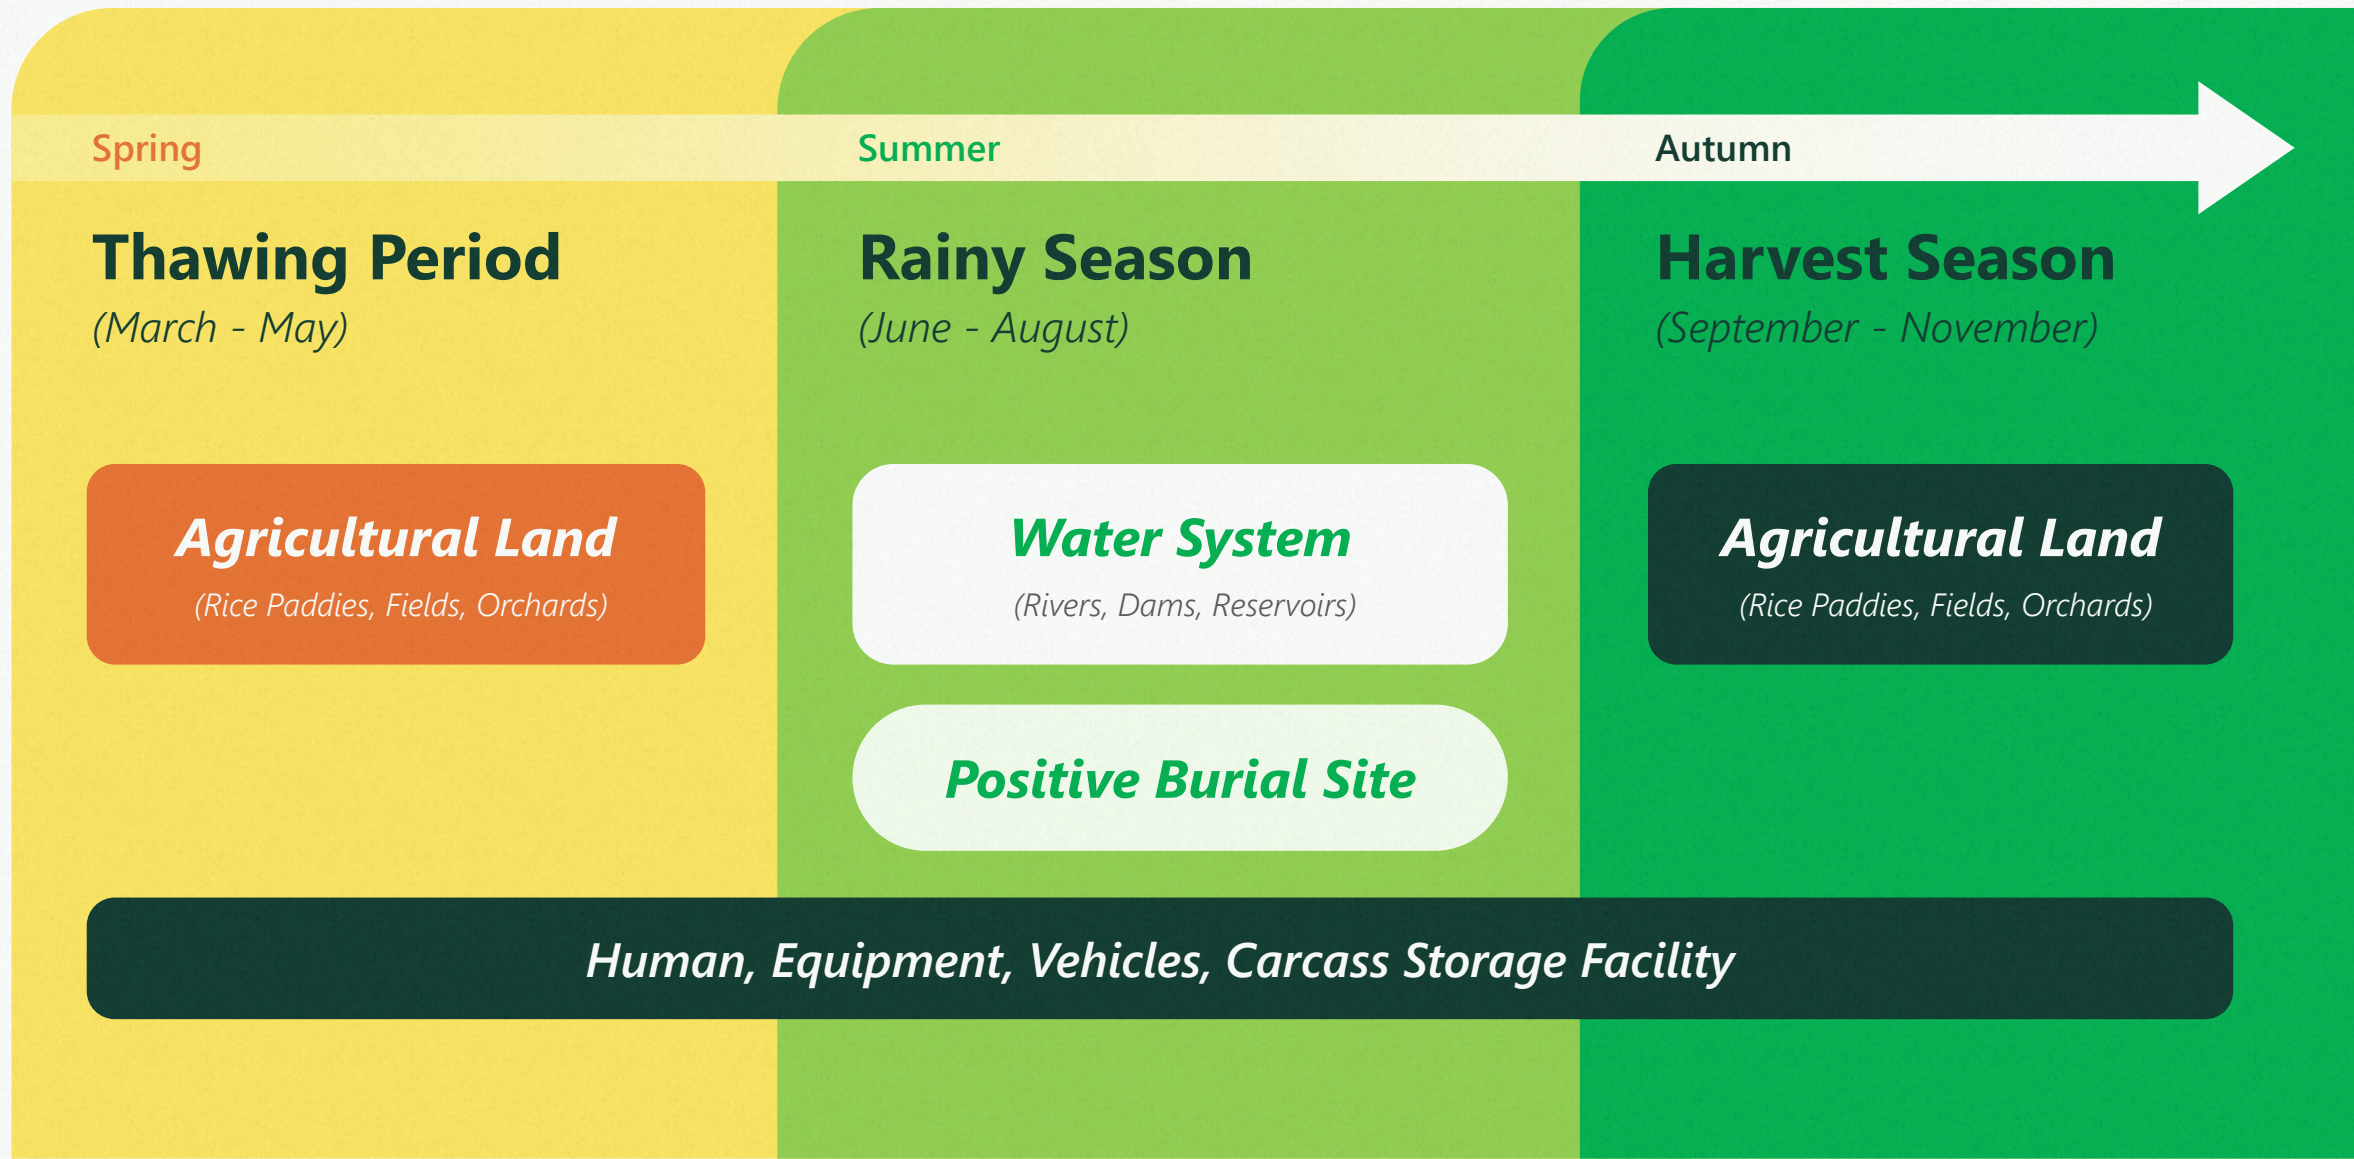 Spring
Summer
Autumn
Thawing Period
(March - May)
Rainy Season
(June - August)
Harvest Season
(September - November)
Agricultural Land
(Rice Paddies, Fields, Orchards)
Water System
(Rivers, Dams, Reservoirs)
Agricultural Land
(Rice Paddies, Fields, Orchards)
Positive Burial Site
Human, Equipment, Vehicles, Carcass Storage Facility